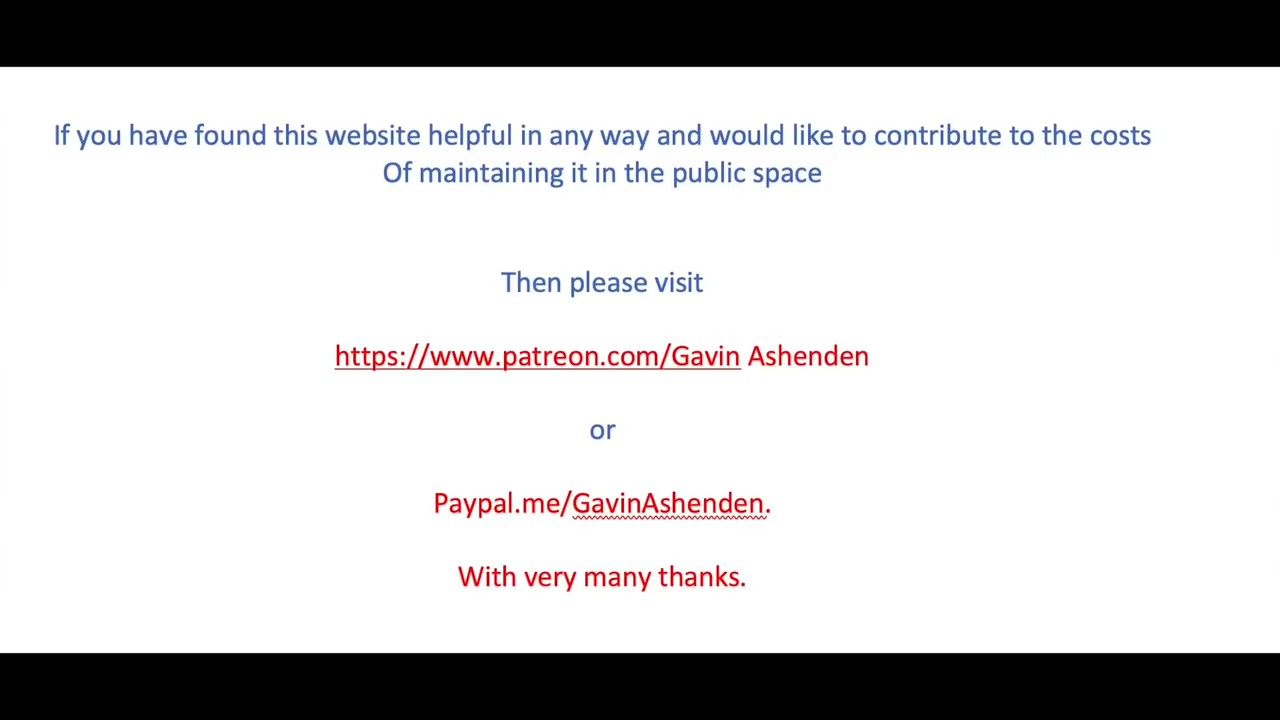 If you have found this website helpful in any way and would like to contribute to the costs
Of maintaining it in the public space
Then please visit
https://www.patreon.com/Gavin Ashenden
or
Paypal.me/GavinAshenden.
With very many thanks.